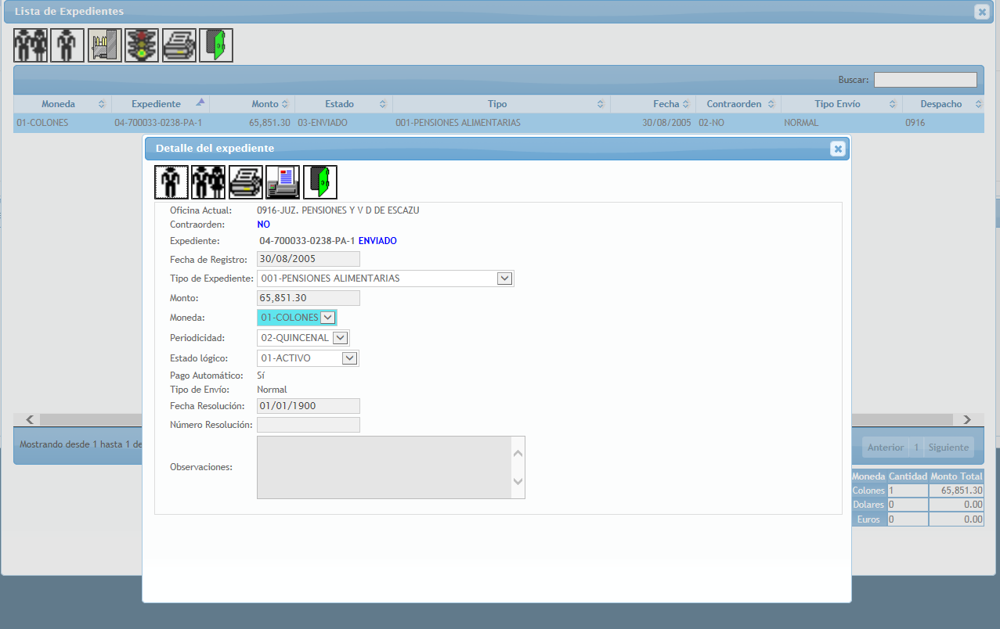 Lista de Expedientes
Buscar:
Moneda Expediente Monto Estado Tipo Fecha Contraorden Tipo Envío Despacho
01-COLONES 04-700033-0238-PA-1 65,851.30 03-ENVIADO 001-PENSIONES ALIMENTARIAS 30/08/2005 02-NO NORMAL 0916
Detalle del expediente
Oficina Actual: 0916-JUZ. PENSIONES Y V D DE ESCAZU
Contraorden: NO
Expediente: 04-700033-0238-PA-1 ENVIADO
Fecha de Registro: 30/08/2005
Tipo de Expediente: 001-PENSIONES ALIMENTARIAS
Monto: 65,851.30
Moneda: 01-COLONES
Periodicidad: 02-QUINCENAL
Estado lógico: 01-ACTIVO
Pago Automático: Sí
Tipo de Envío: Normal
Fecha Resolución: 01/01/1900
Número Resolución:
Observaciones:
Mostrando desde 1 hasta 1 de
Anterior 1 Siguiente
Moneda Cantidad Monto Total
Colones 1 65,851.30
Dolares 0 0.00
Euros 0 0.00